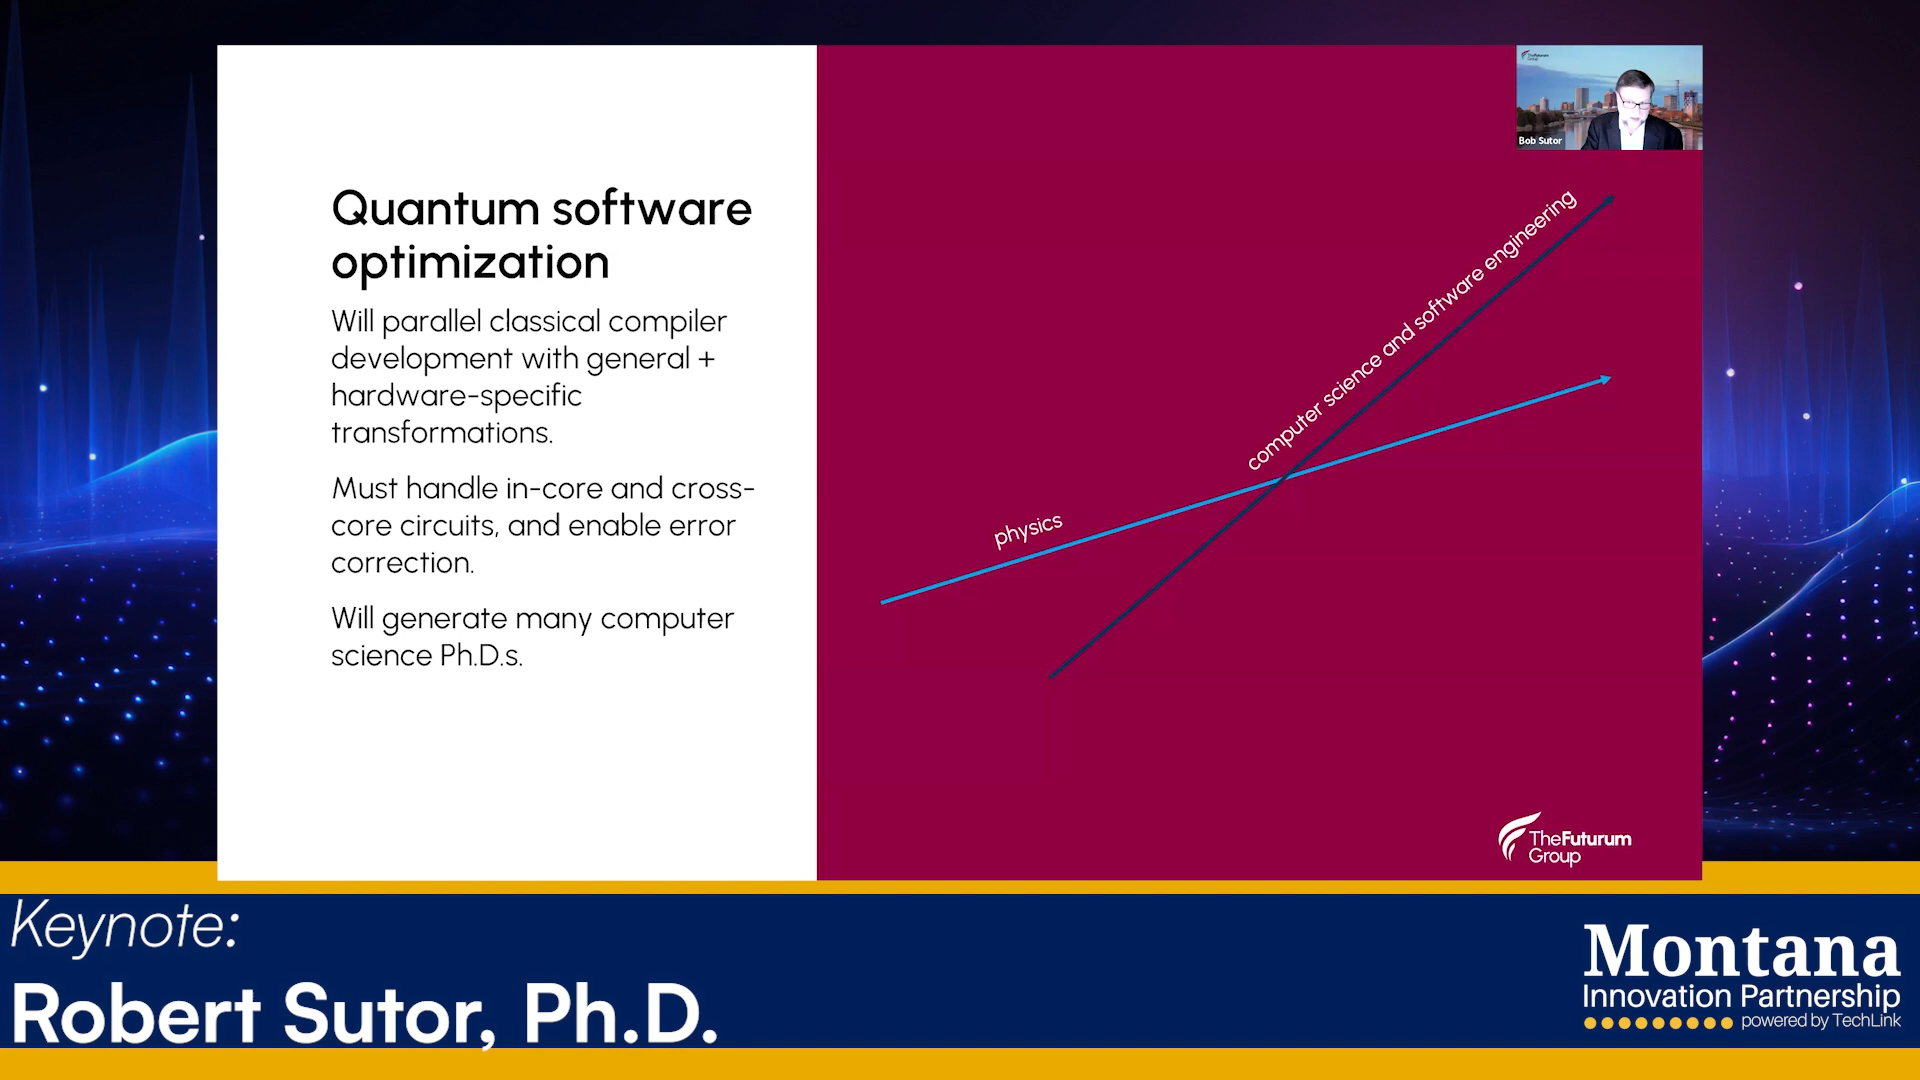 TheFuturum
Group
Bob Sutor
Quantum software
optimization
Will parallel classical compiler
development with general +
hardware-specific
transformations.
Must handle in-core and cross-
core circuits, and enable error
correction.
Will generate many computer
science Ph.D.s.
computer science and software engineering
physics
TheFuturum
Group
Keynote:
Robert Sutor, Ph.D.
Montana
Innovation Partnership
powered by TechLink